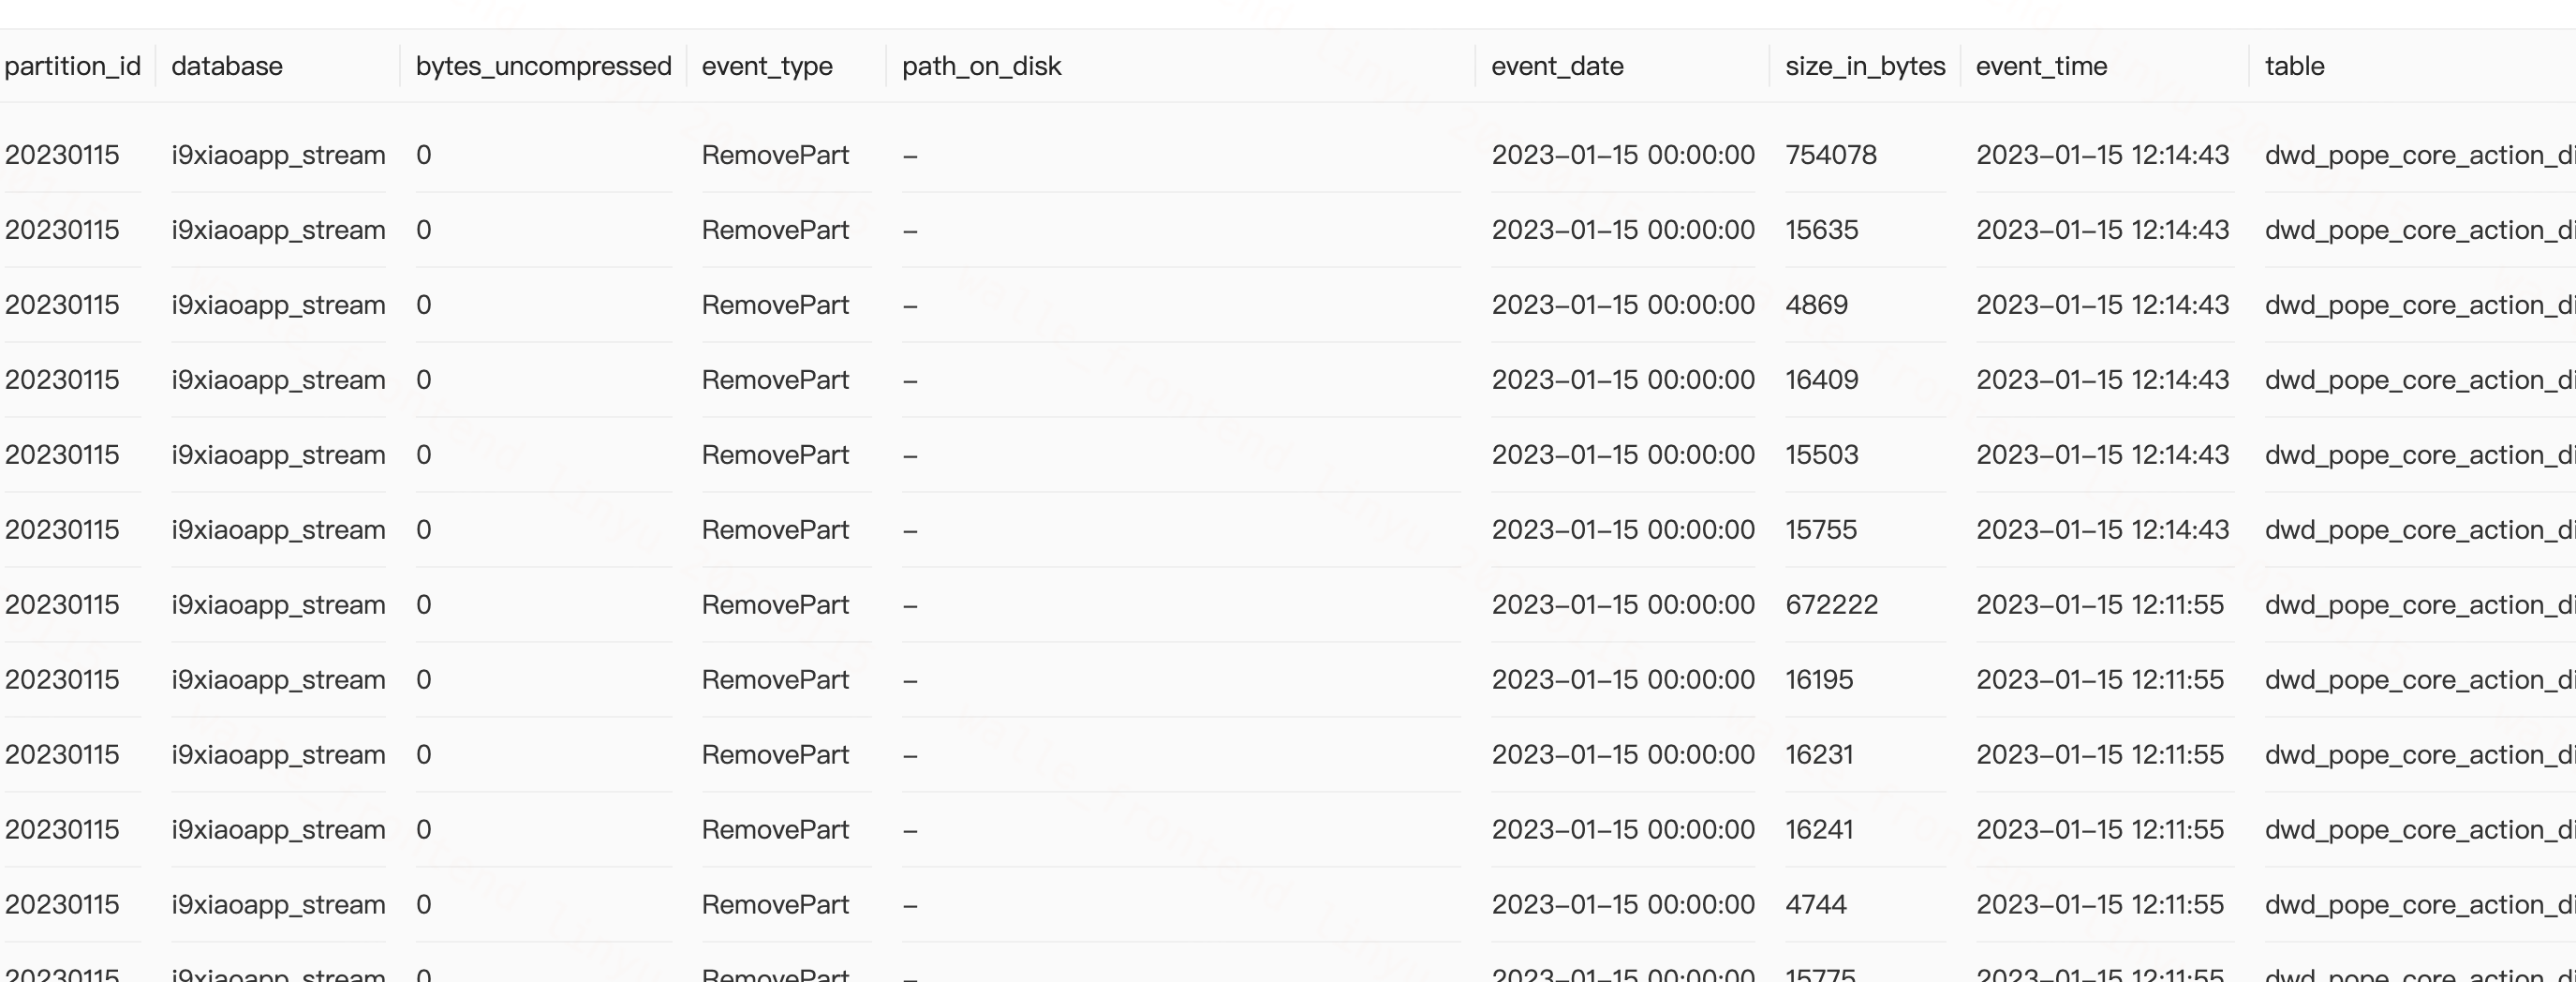 partition_id database bytes_uncompressed event_type path_on_disk event_date size_in_bytes event_time table
20230115 i9xiaoapp_stream 0 RemovePart – 2023–01–15 00:00:00 754078 2023–01–15 12:14:43 dwd_pope_core_action_di
20230115 i9xiaoapp_stream 0 RemovePart – 2023–01–15 00:00:00 15635 2023–01–15 12:14:43 dwd_pope_core_action_di
20230115 i9xiaoapp_stream 0 RemovePart – 2023–01–15 00:00:00 4869 2023–01–15 12:14:43 dwd_pope_core_action_di
20230115 i9xiaoapp_stream 0 RemovePart – 2023–01–15 00:00:00 16409 2023–01–15 12:14:43 dwd_pope_core_action_di
20230115 i9xiaoapp_stream 0 RemovePart – 2023–01–15 00:00:00 15503 2023–01–15 12:14:43 dwd_pope_core_action_di
20230115 i9xiaoapp_stream 0 RemovePart – 2023–01–15 00:00:00 15755 2023–01–15 12:14:43 dwd_pope_core_action_di
20230115 i9xiaoapp_stream 0 RemovePart – 2023–01–15 00:00:00 672222 2023–01–15 12:11:55 dwd_pope_core_action_di
20230115 i9xiaoapp_stream 0 RemovePart – 2023–01–15 00:00:00 16195 2023–01–15 12:11:55 dwd_pope_core_action_di
20230115 i9xiaoapp_stream 0 RemovePart – 2023–01–15 00:00:00 16231 2023–01–15 12:11:55 dwd_pope_core_action_di
20230115 i9xiaoapp_stream 0 RemovePart – 2023–01–15 00:00:00 16241 2023–01–15 12:11:55 dwd_pope_core_action_di
20230115 i9xiaoapp_stream 0 RemovePart – 2023–01–15 00:00:00 4744 2023–01–15 12:11:55 dwd_pope_core_action_di
20230115 i9xiaoapp_stream 0 RemovePart – 2023–01–15 00:00:00 15775 2023–01–15 12:11:55 dwd_pope_core_action_di